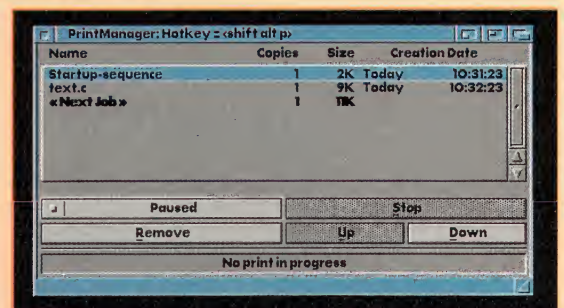 PrintManager: Hotkey = <shift alt p>
Name Copies Size Creation Date
Startup-sequence 1 2K Today 10:31:23
text.c 1 9K Today 10:32:23
«Next Job» 1 11K
Paused Stop
Remove Up Down
No print in progress